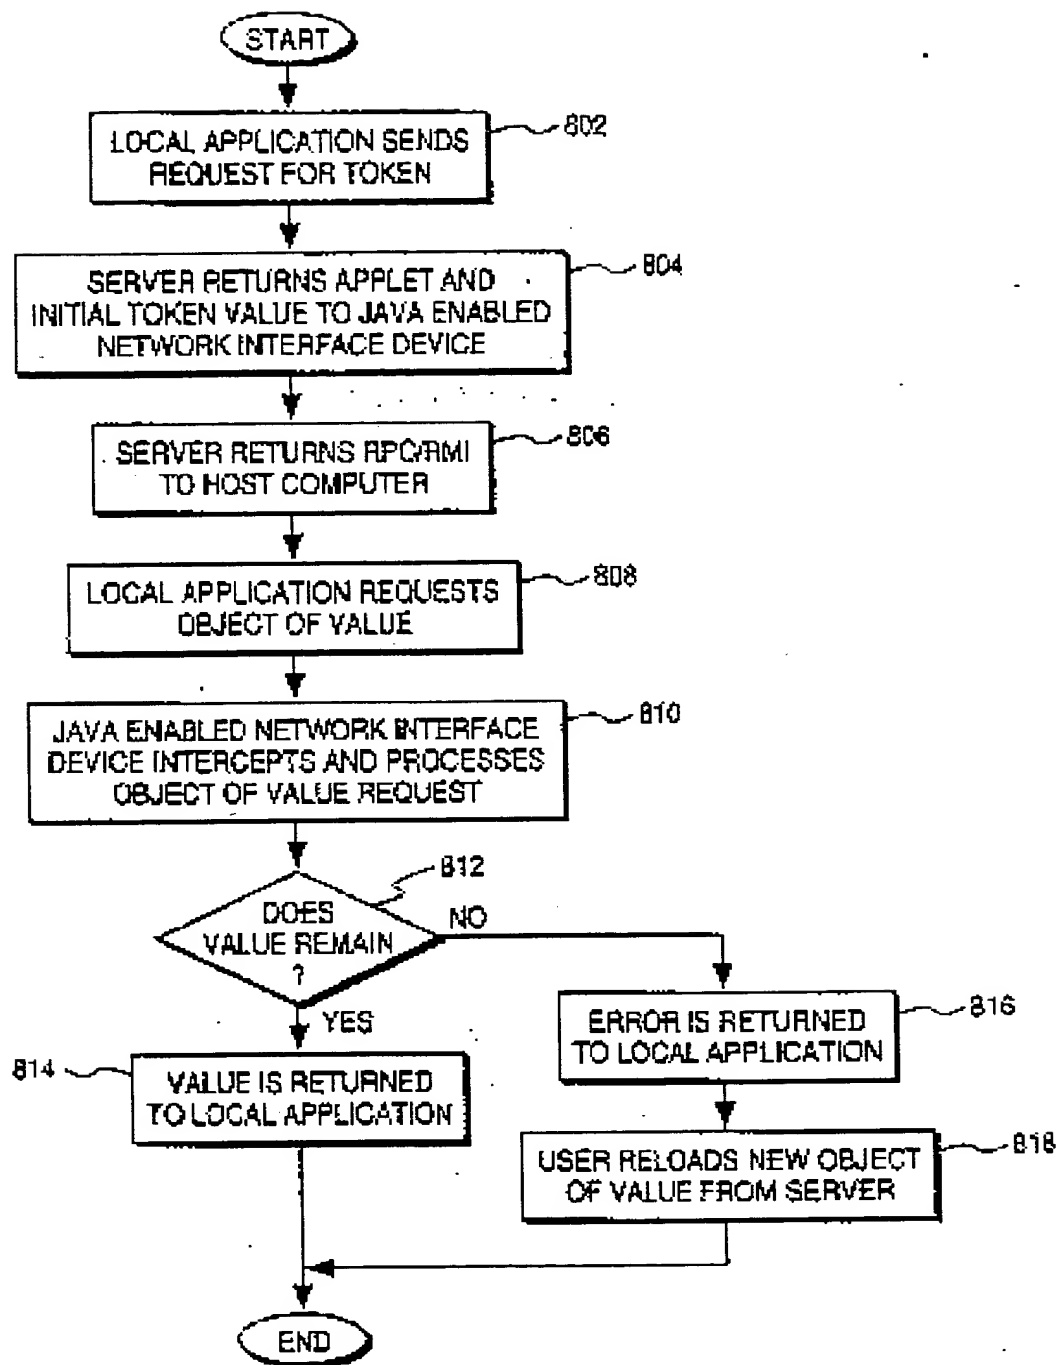 START
LOCAL APPLICATION SENDS
REQUEST FOR TOKEN
802
SERVER RETURNS APPLET AND
INITIAL TOKEN VALUE TO JAVA ENABLED
NETWORK INTERFACE DEVICE
804
SERVER RETURNS RPC/RMI
TO HOST COMPUTER
806
LOCAL APPLICATION REQUESTS
OBJECT OF VALUE
808
JAVA ENABLED NETWORK INTERFACE
DEVICE INTERCEPTS AND PROCESSES
OBJECT OF VALUE REQUEST
810
812
DOES
VALUE REMAIN
?
NO
YES
814
VALUE IS RETURNED
TO LOCAL APPLICATION
ERROR IS RETURNED
TO LOCAL APPLICATION
816
USER RELOADS NEW OBJECT
OF VALUE FROM SERVER
818
END